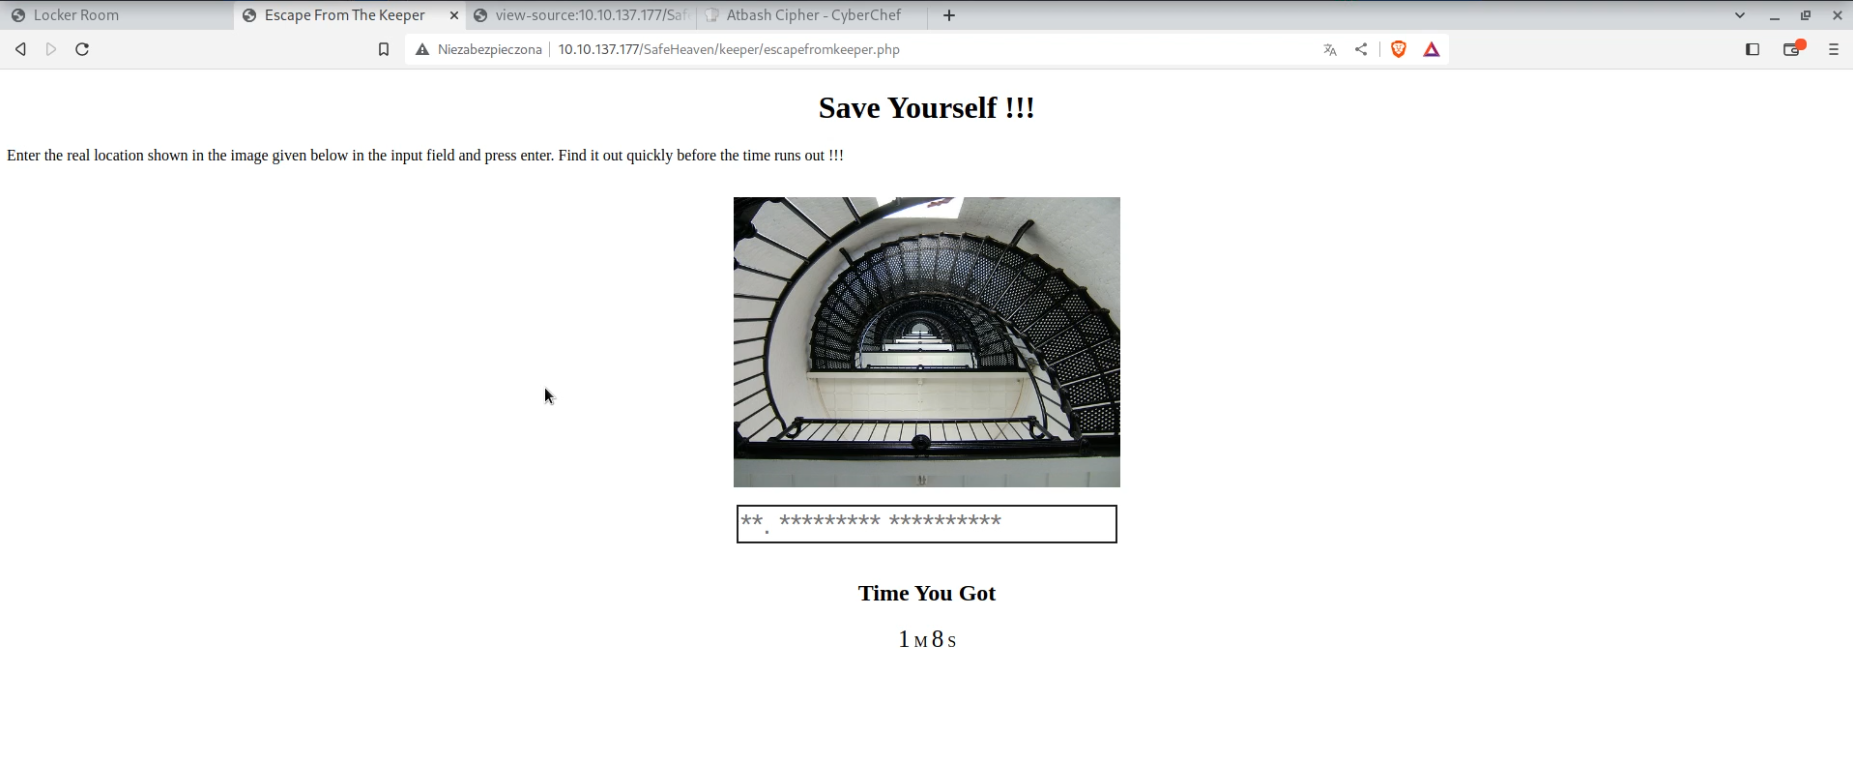 Locker Room
Escape From The Keeper
view-source:10.10.137.177/Saf
Atbash Cipher - CyberChef
Niezabezpieczona
10.10.137.177/SafeHeaven/keeper/escapefromkeeper.php
Save Yourself !!!
Enter the real location shown in the image given below in the input field and press enter. Find it out quickly before the time runs out !!!
**. ********* **********
Time You Got
1 M 8 S